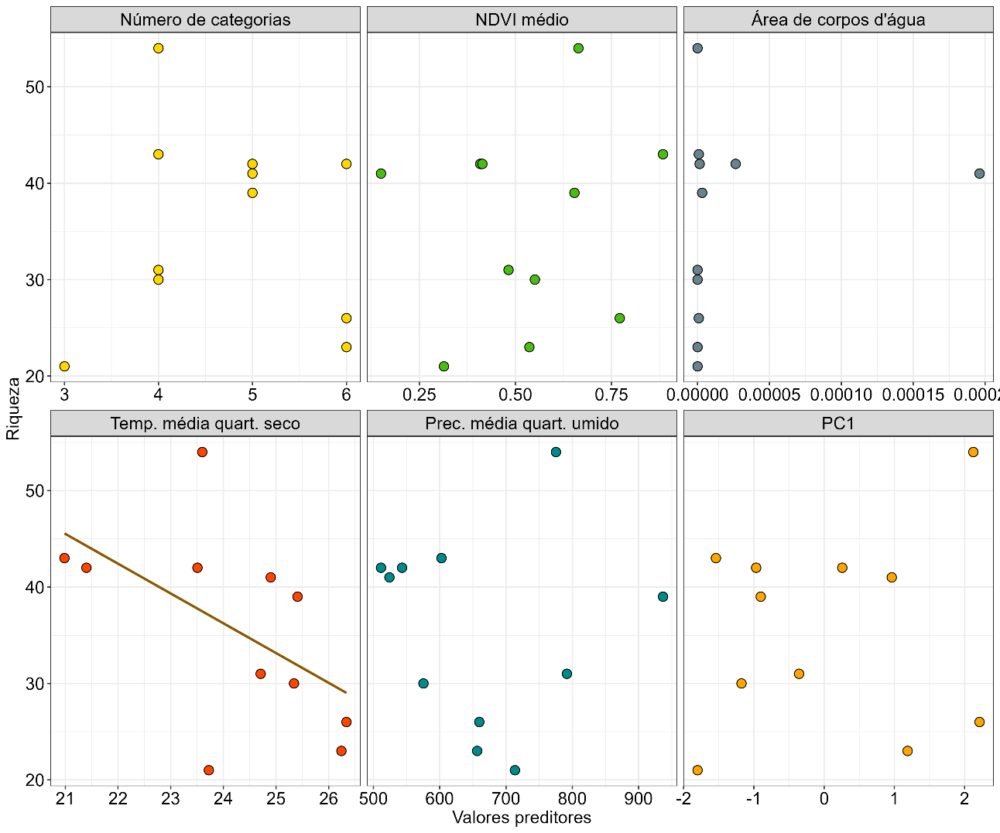 Número de categorias
NDVI médio
Área de corpos d'água
50
40
30
20
3 4 5 6
0.25 0.50 0.75
0.00000 0.00005 0.00010 0.00015 0.0002
Riqueza
Temp. média quart. seco
Prec. média quart. umido
PC1
50
40
30
20
21 22 23 24 25 26
500 600 700 800 900
-2 -1 0 1 2
Valores preditores